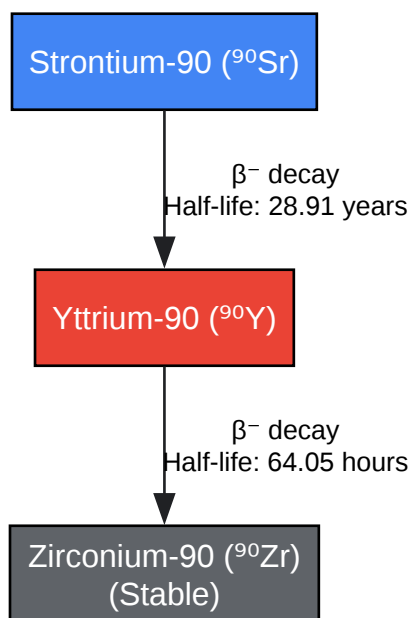 Strontium-90 (⁹⁰Sr)
β⁻ decay
Half-life: 28.91 years
Yttrium-90 (⁹⁰Y)
β⁻ decay
Half-life: 64.05 hours
Zirconium-90 (⁹⁰Zr)
(Stable)